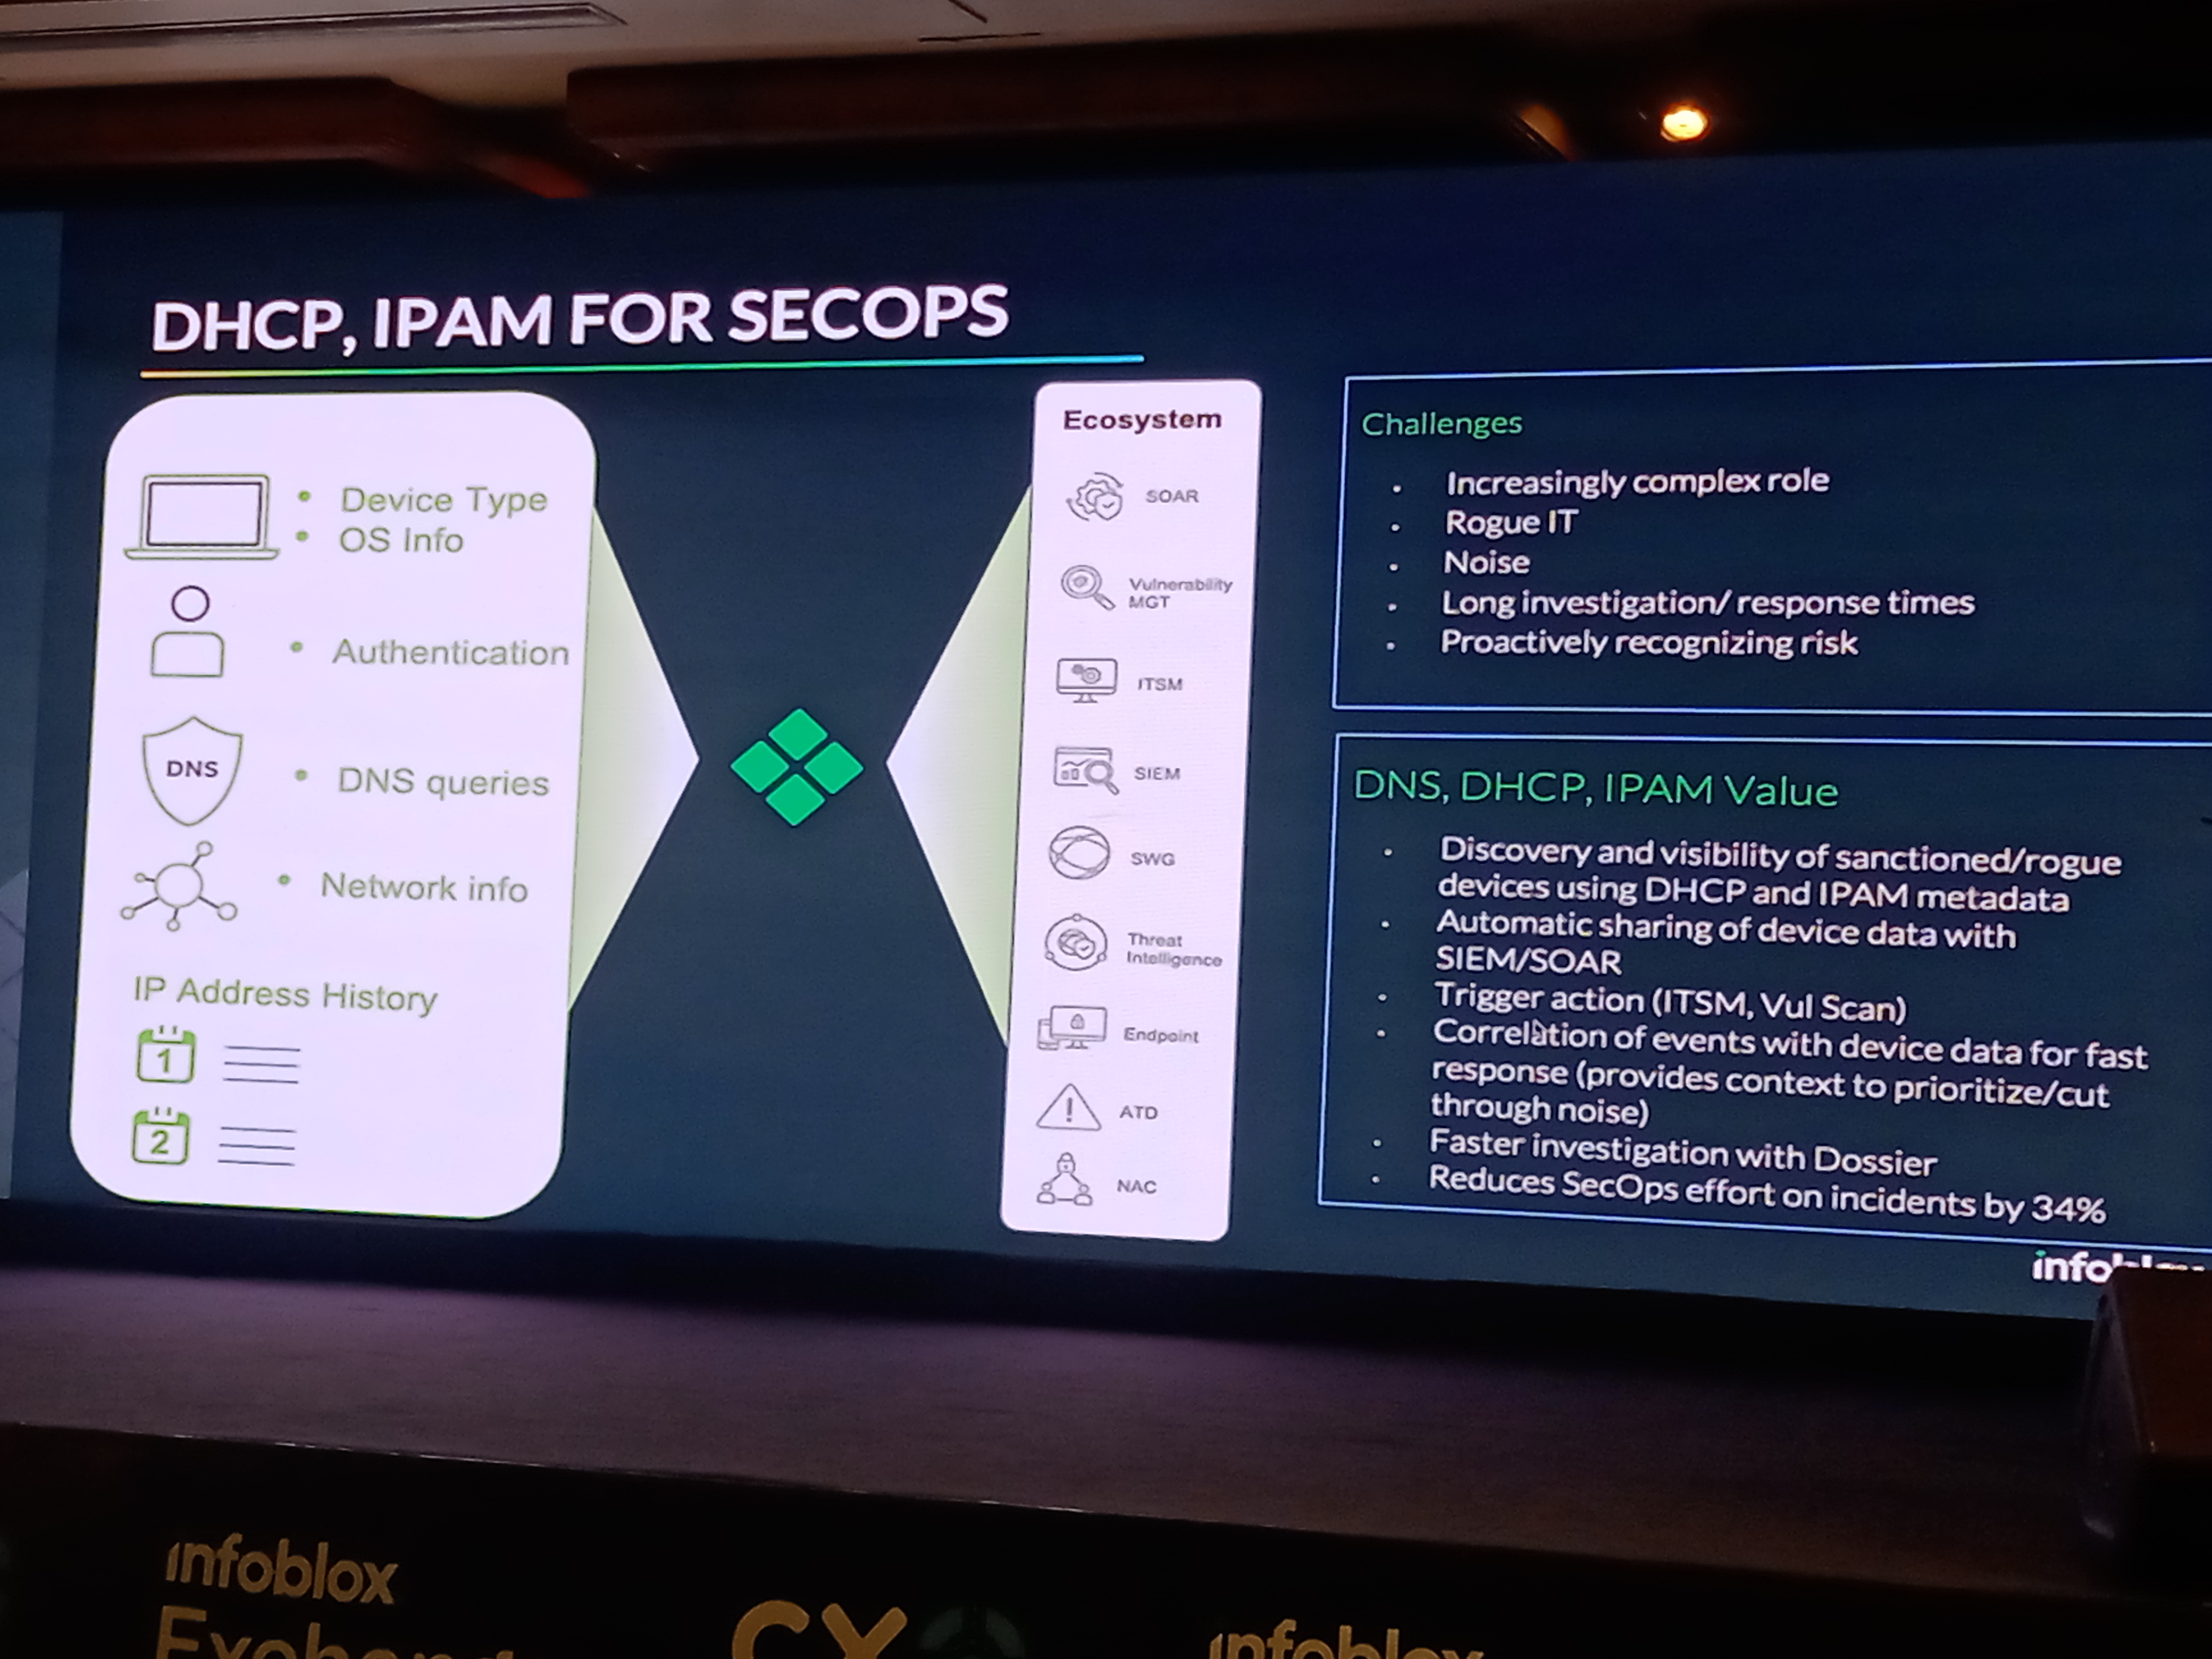 DHCP, IPAM FOR SECOPS
• Device Type
• OS Info
• Authentication
DNS
• DNS queries
• Network info
IP Address History
1
2
Ecosystem
SOAR
Vulnerability
MGT
ITSM
SIEM
SWG
Threat
Intelligence
Endpoint
ATD
NAC
Challenges
• Increasingly complex role
• Rogue IT
• Noise
• Long investigation/ response times
• Proactively recognizing risk
DNS, DHCP, IPAM Value
• Discovery and visibility of sanctioned/rogue
devices using DHCP and IPAM metadata
• Automatic sharing of device data with
SIEM/SOAR
• Trigger action (ITSM, Vul Scan)
• Correlation of events with device data for fast
response (provides context to prioritize/cut
through noise)
• Faster investigation with Dossier
• Reduces SecOps effort on incidents by 34%
infoblox
infoblox
CX
infoblox